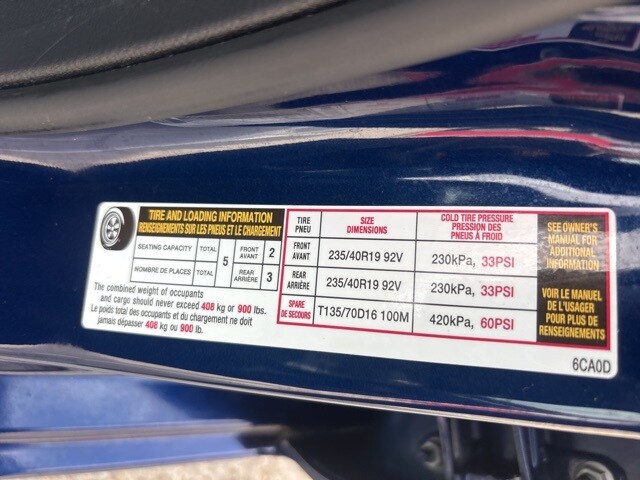 TIRE AND LOADING INFORMATION
RENSEIGNEMENTS SUR LES PNEUS ET LE CHARGEMENT
SEATING CAPACITY TOTAL 5 FRONT AVANT 2
NOMBRE DE PLACES TOTAL REAR ARRIÈRE 3
The combined weight of occupants
and cargo should never exceed 408 kg or 900 lbs.
Le poids total des occupants et du chargement ne doit
jamais dépasser 408 kg ou 900 lb.
TIRE PNEU SIZE DIMENSIONS COLD TIRE PRESSURE PRESSION DES PNEUS À FROID
FRONT AVANT 235/40R19 92V 230kPa, 33PSI
REAR ARRIÈRE 235/40R19 92V 230kPa, 33PSI
SPARE DE SECOURS T135/70D16 100M 420kPa, 60PSI
SEE OWNER'S
MANUAL FOR
ADDITIONAL
INFORMATION
VOIR LE MANUEL
DE L'USAGER
POUR PLUS DE
RENSEIGNEMENTS
6CA0D